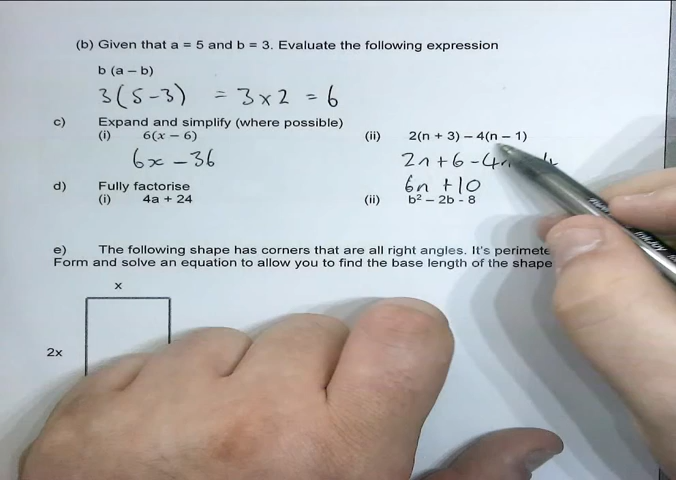 (b) Given that a = 5 and b = 3. Evaluate the following expression
b (a – b)
3(5-3) = 3×2 = 6
c) Expand and simplify (where possible)
(i) 6(x – 6) (ii) 2(n + 3) – 4(n – 1)
6x - 36 2n + 6 - 4n
6n + 10
d) Fully factorise
(i) 4a + 24 (ii) b² – 2b - 8
e) The following shape has corners that are all right angles. It's
Form and solve an equation to allow you to find the base length of the shape
x
2x